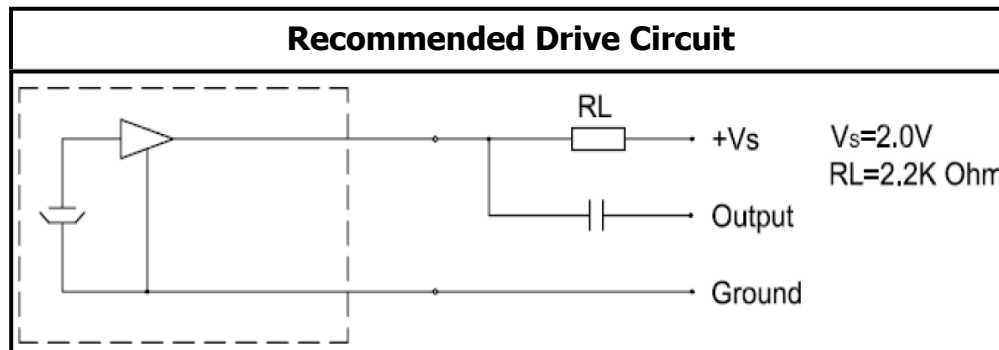 Recommended Drive Circuit
RL
+Vs
Vs=2.0V
RL=2.2K Ohm
Output
Ground